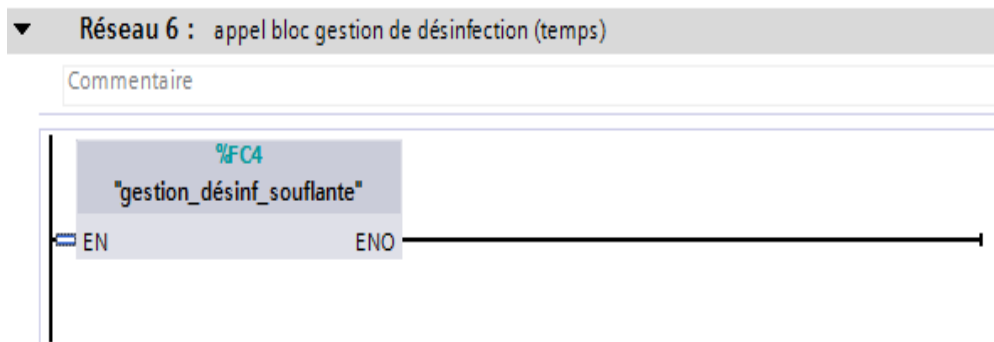 Réseau 6 : appel bloc gestion de désinfection (temps)
Commentaire
%FC4
"gestion_désinf_souflante"
EN ENO